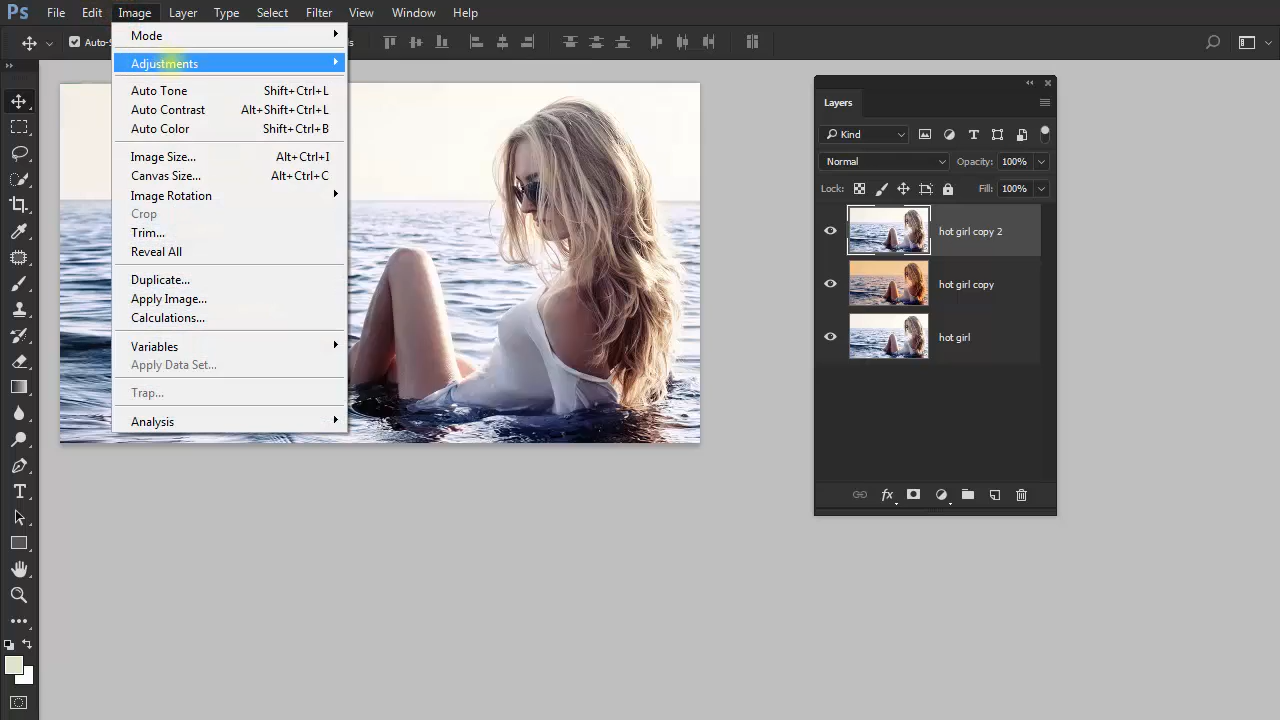 Ps File Edit Image Layer Type Select Filter View Window Help
Auto-S
Mode
Adjustments
Auto Tone Shift+Ctrl+L
Auto Contrast Alt+Shift+Ctrl+L
Auto Color Shift+Ctrl+B
Image Size... Alt+Ctrl+I
Canvas Size... Alt+Ctrl+C
Image Rotation
Crop
Trim...
Reveal All
Duplicate...
Apply Image...
Calculations...
Variables
Apply Data Set...
Trap...
Analysis
Layers
Kind
Normal Opacity: 100%
Lock: Fill: 100%
hot girl copy 2
hot girl copy
hot girl